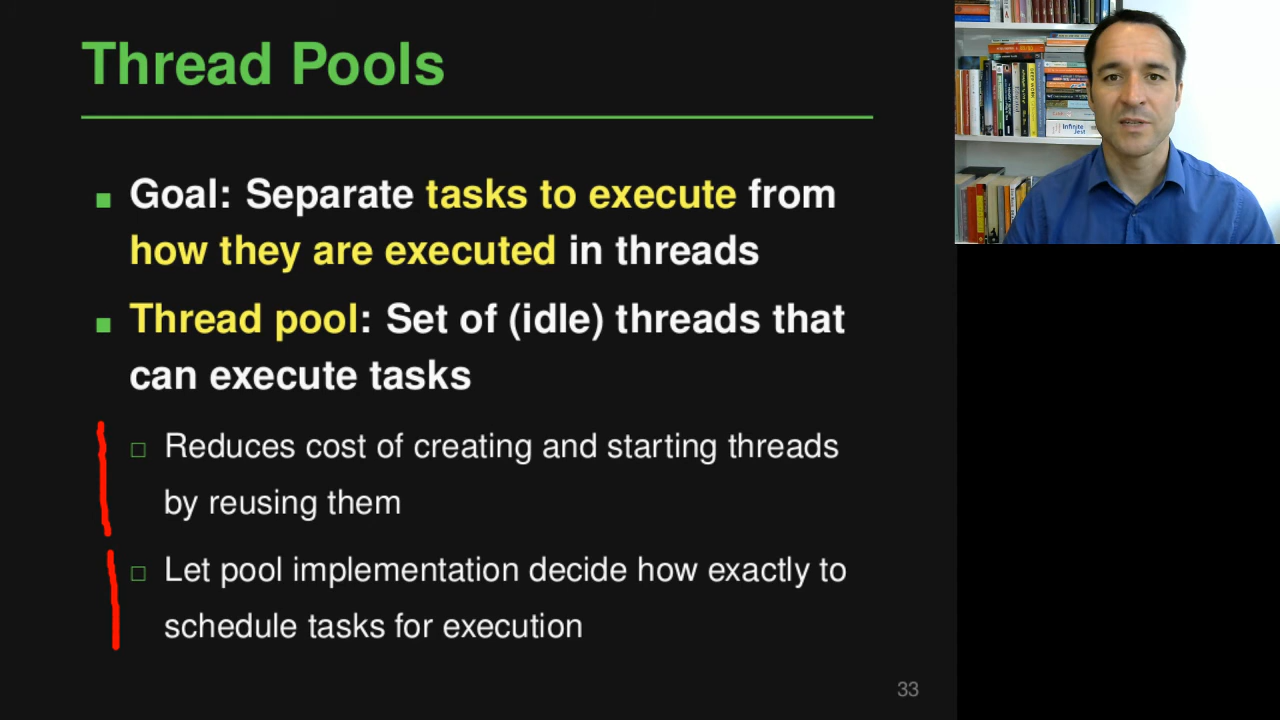 Thread Pools
Goal: Separate tasks to execute from
how they are executed in threads
Thread pool: Set of (idle) threads that
can execute tasks
Reduces cost of creating and starting threads
by reusing them
Let pool implementation decide how exactly to
schedule tasks for execution
33
Infinite
Jest